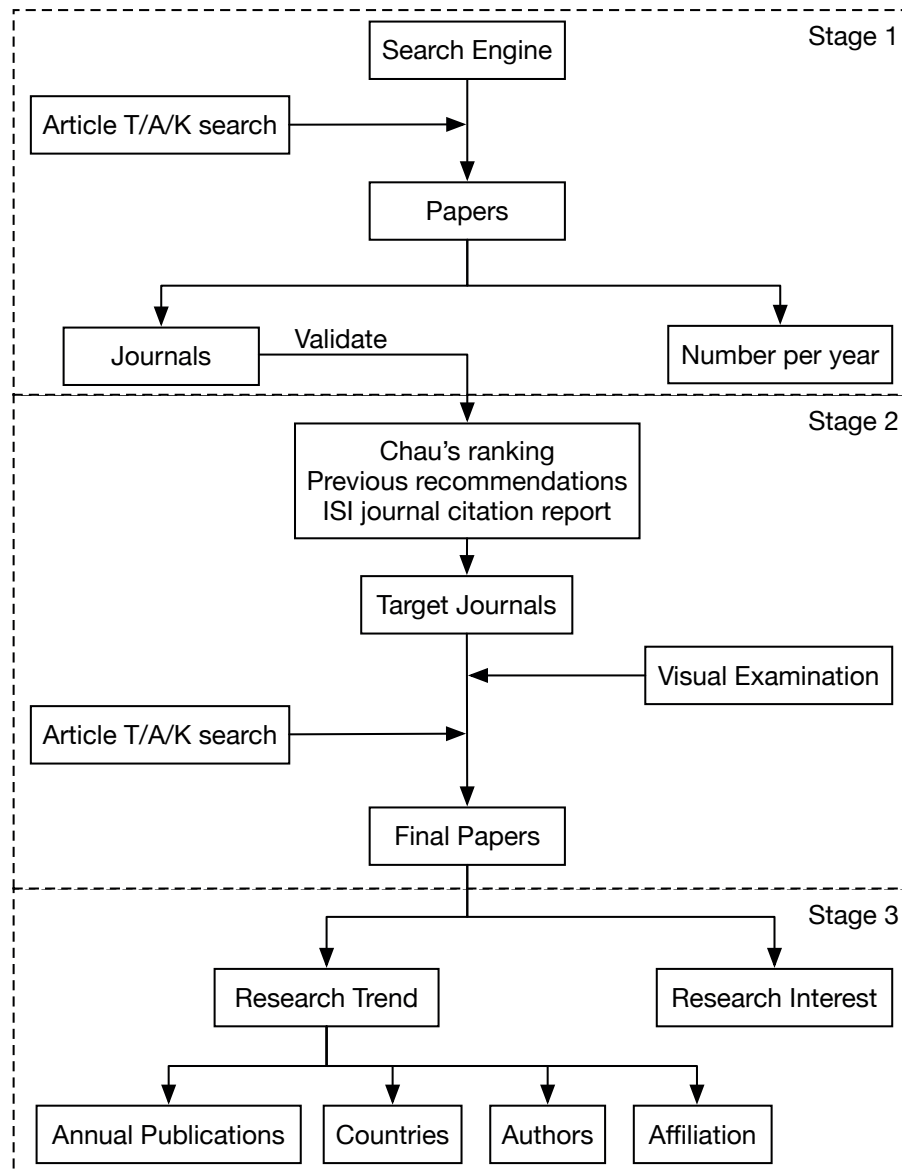 Stage 1
Search Engine
Article T/A/K search
Papers
Journals
Validate
Number per year
Stage 2
Chau’s ranking
Previous recommendations
ISI journal citation report
Target Journals
Visual Examination
Article T/A/K search
Final Papers
Stage 3
Research Trend
Research Interest
Annual Publications
Countries
Authors
Affiliation